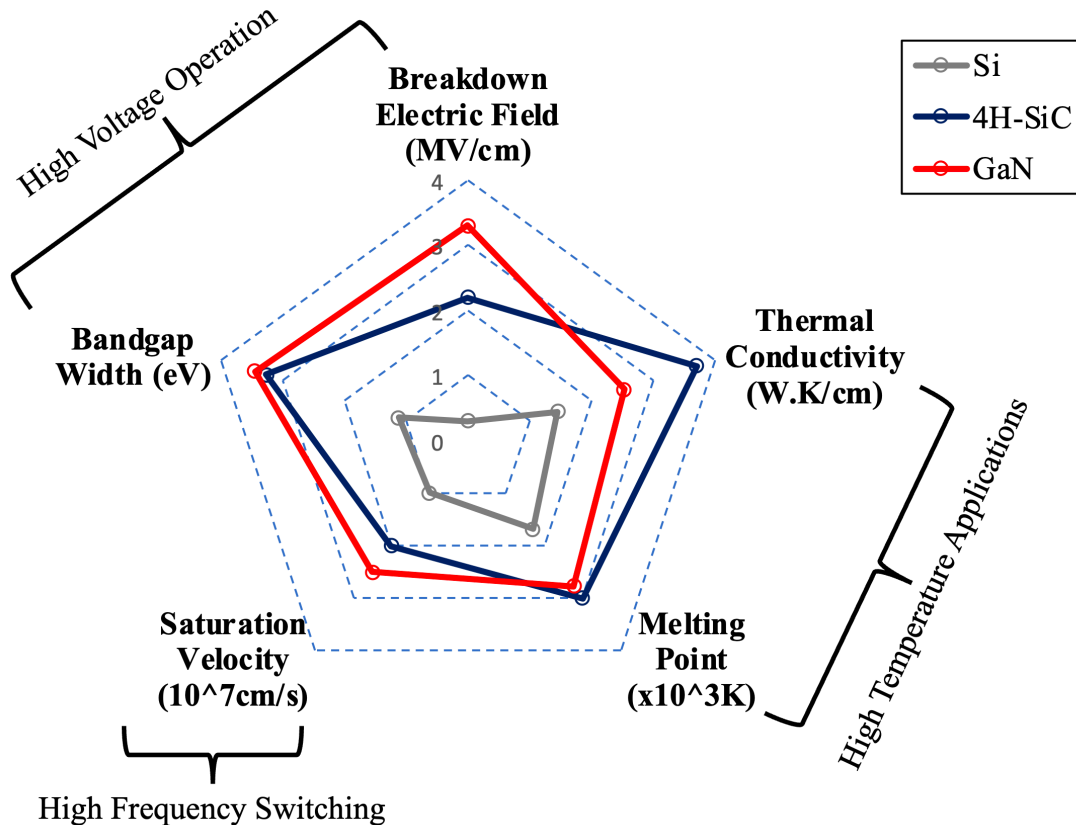 High Voltage Operation
Breakdown
Electric Field
(MV/cm)
Si
4H-SiC
GaN
4
3
2
1
0
Bandgap
Width (eV)
Thermal
Conductivity
(W.K/cm)
High Temperature Applications
Saturation
Velocity
(10^7cm/s)
Melting
Point
(x10^3K)
High Frequency Switching